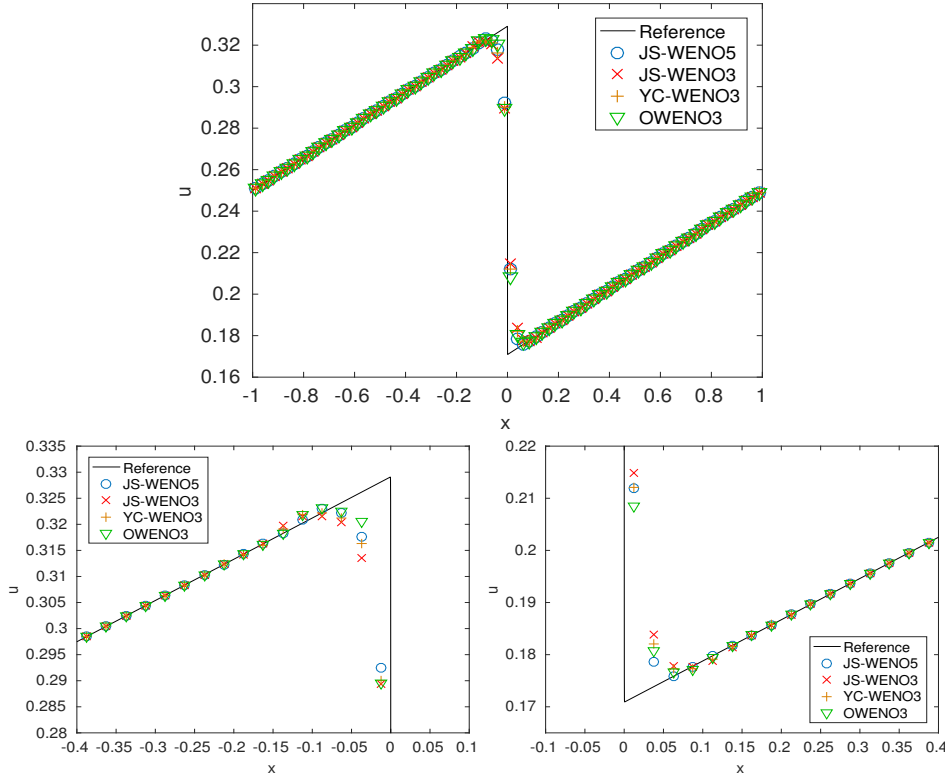 0.32
0.3
0.28
0.26
0.24
0.22
0.2
0.18
0.16
u
-1 -0.8 -0.6 -0.4 -0.2 0 0.2 0.4 0.6 0.8 1
x
Reference
JS-WENO5
JS-WENO3
YC-WENO3
OWENO3
0.335
0.33
0.325
0.32
0.315
0.31
0.305
0.3
0.295
0.29
0.285
0.28
u
-0.4 -0.35 -0.3 -0.25 -0.2 -0.15 -0.1 -0.05 0 0.05 0.1
x
Reference
JS-WENO5
JS-WENO3
YC-WENO3
OWENO3
0.22
0.21
0.2
0.19
0.18
0.17
u
-0.1 -0.05 0 0.05 0.1 0.15 0.2 0.25 0.3 0.35 0.4
x
Reference
JS-WENO5
JS-WENO3
YC-WENO3
OWENO3